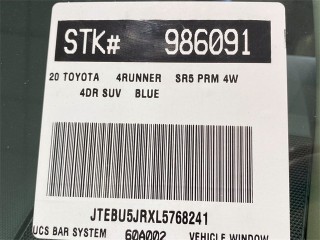 STK# 986091
20 TOYOTA 4RUNNER SR5 PRM 4W
4DR SUV BLUE
JTEBU5JRXL5768241
UCS BAR SYSTEM 60A002 VEHICLE WINDOW